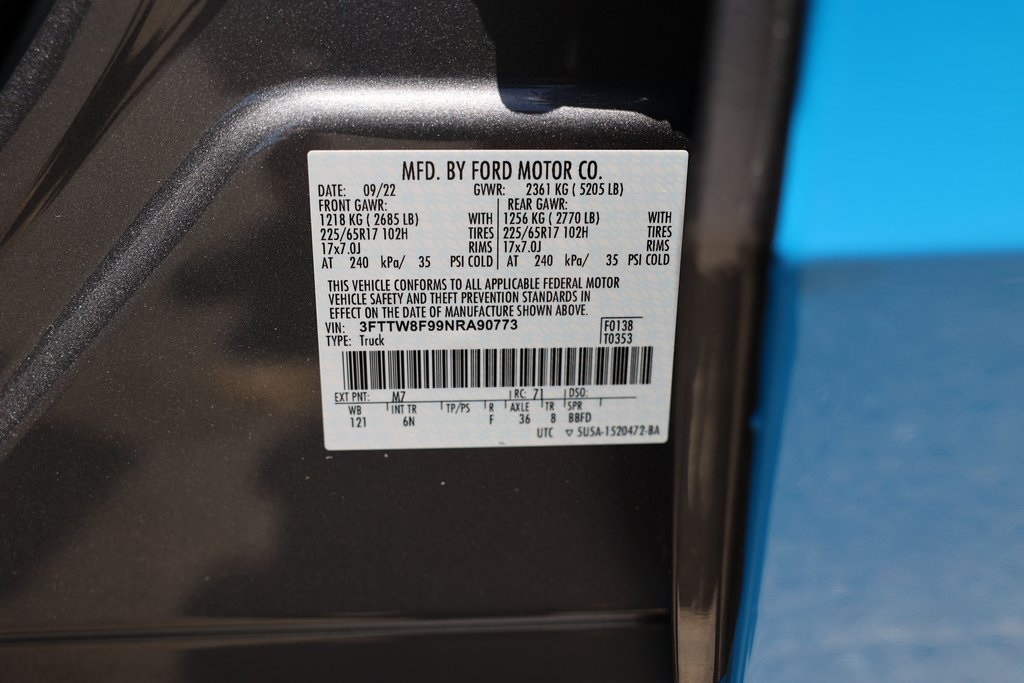 MFD. BY FORD MOTOR CO.
DATE: 09/22 GVWR: 2361 KG ( 5205 LB)
FRONT GAWR: REAR GAWR:
1218 KG ( 2685 LB) WITH 1256 KG ( 2770 LB) WITH
225/65R17 102H TIRES 225/65R17 102H TIRES
17x7.0J RIMS 17x7.0J RIMS
AT 240 kPa/ 35 PSI COLD AT 240 kPa/ 35 PSI COLD
THIS VEHICLE CONFORMS TO ALL APPLICABLE FEDERAL MOTOR
VEHICLE SAFETY AND THEFT PREVENTION STANDARDS IN
EFFECT ON THE DATE OF MANUFACTURE SHOWN ABOVE.
VIN: 3FTTW8F99NRA90773 F0138
TYPE: Truck T0353
EXT PNT: M7 RC: 71 DSO:
WB INT TR TP/PS R AXLE TR SPR
121 6N F 36 8 BBFD
UTC ▽ 5U5A-1520472-BA